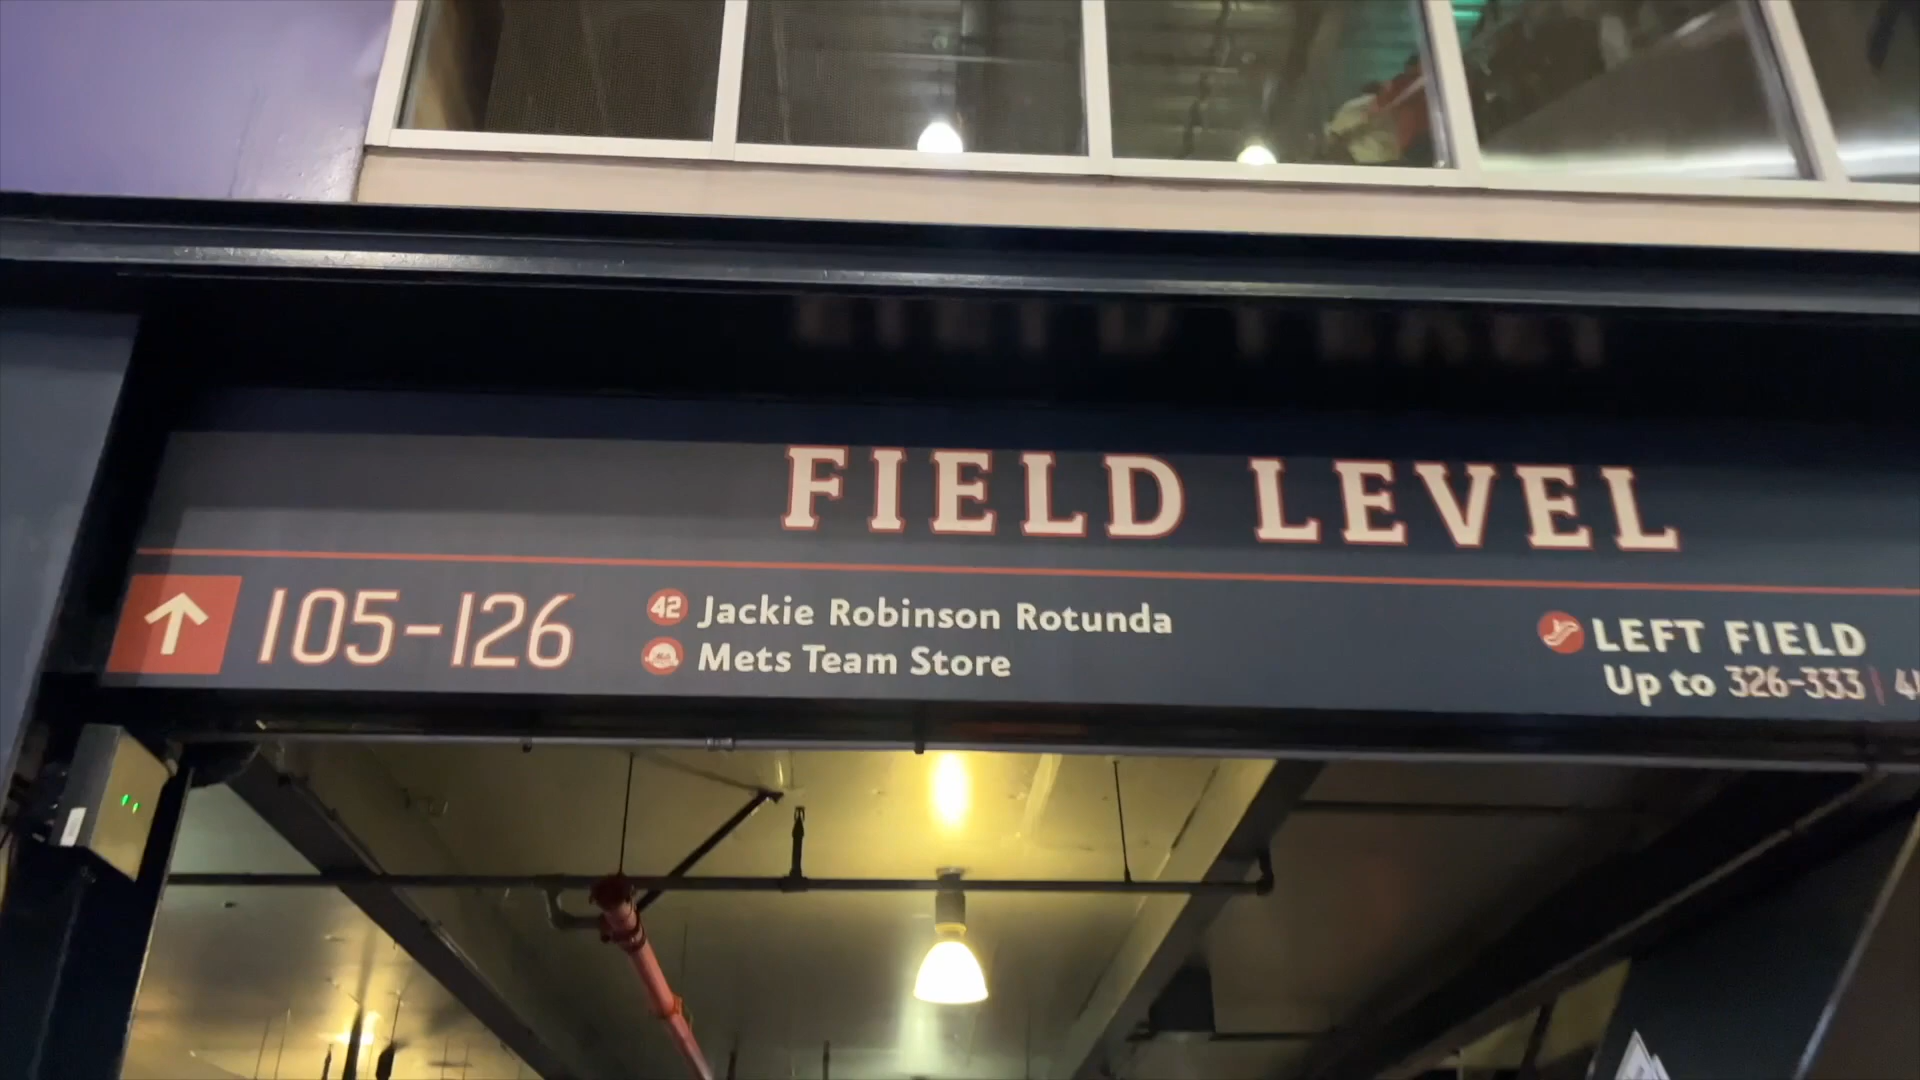 FIELD LEVEL
105-126
42 Jackie Robinson Rotunda
Mets Team Store
LEFT FIELD
Up to 326-333 |